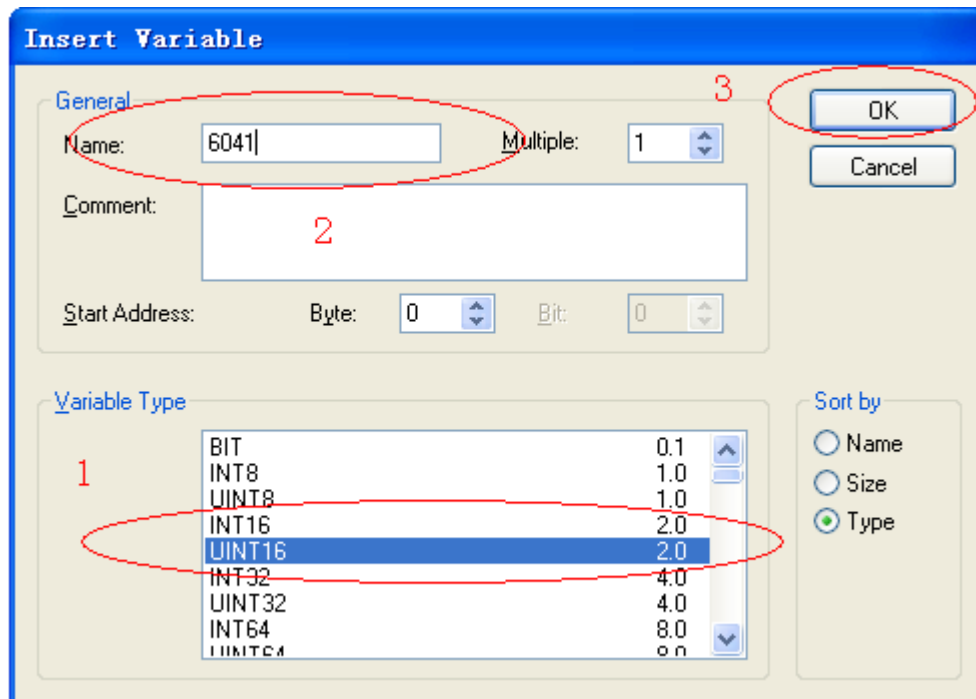 Insert Variable
General
3
OK
Name: 6041 Multiple: 1
Cancel
Comment:
2
Start Address: Byte: 0 Bit: 0
Variable Type
Sort by
1
BIT 0.1
INT8 1.0
UINT8 1.0
INT16 2.0
UINT16 2.0
INT32 4.0
UINT32 4.0
INT64 8.0
Name
Size
Type